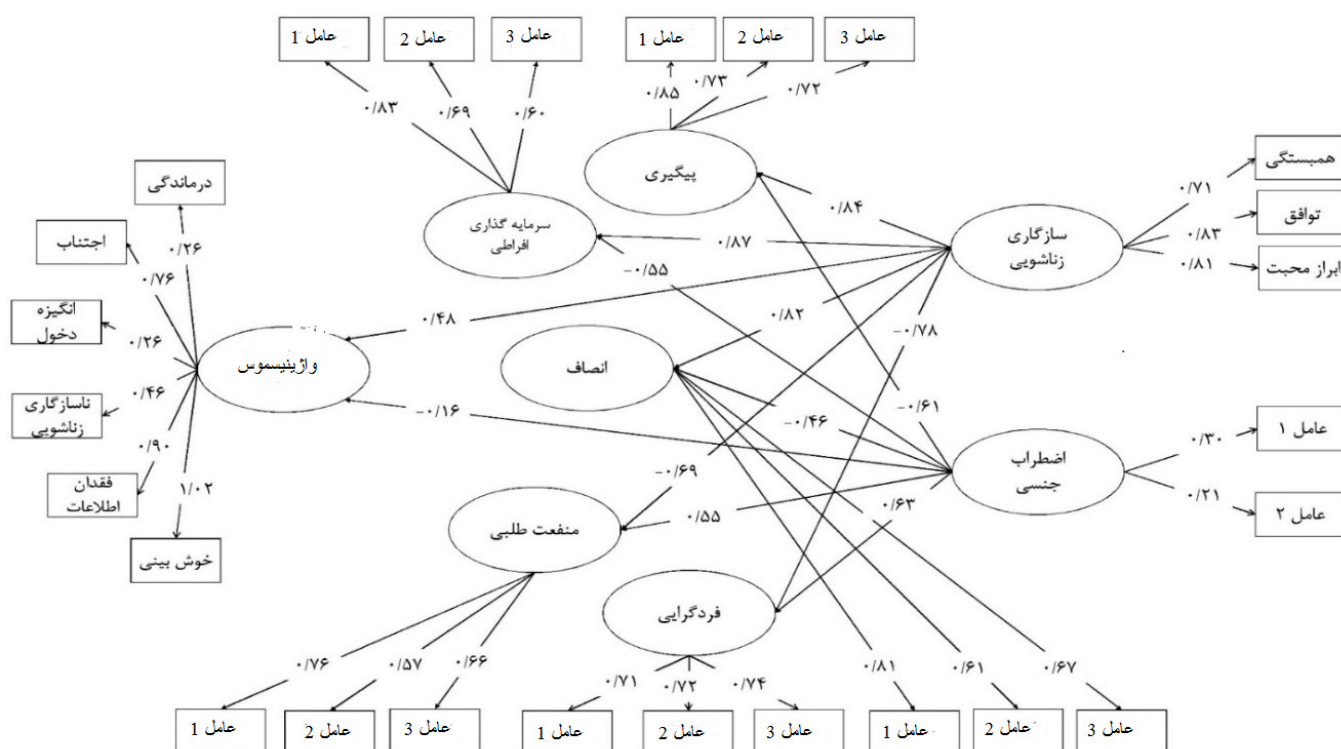 عامل 1
عامل 2
عامل 3
عامل 1
عامل 2
عامل 3
۰/۸۳
۰/۶۹
۰/۶۰
۰/۸۵
۰/۷۳
۰/۷۲
پیگیری
سرمایه گذاری
افراطی
سازگاری
زناشویی
همبستگی
توافق
ابراز محبت
۰/۷۱
۰/۸۳
۰/۸۱
۰/۸۴
۰/۸۷
-۰/۵۵
۰/۴۸
۰/۸۲
-۰/۷۸
درماندگی
اجتناب
انگیزه
دخول
ناسازگاری
زناشویی
فقدان
اطلاعات
خوش بینی
۰/۲۶
۰/۷۶
۰/۲۶
۰/۴۶
۰/۹۰
۱/۰۲
واژینیسموس
انصاف
-۰/۱۶
-۰/۴۶
-۰/۶۱
-۰/۶۹
۰/۵۵
۰/۶۳
اضطراب
جنسی
عامل ۱
عامل ۲
۰/۳۰
۰/۲۱
منفعت طلبی
فردگرایی
۰/۷۶
۰/۵۷
۰/۶۶
۰/۷۱
۰/۷۲
۰/۷۴
۰/۸۱
۰/۶۱
۰/۶۷
عامل 1
عامل 2
عامل 3
عامل 1
عامل 2
عامل 3
عامل 1
عامل 2
عامل 3